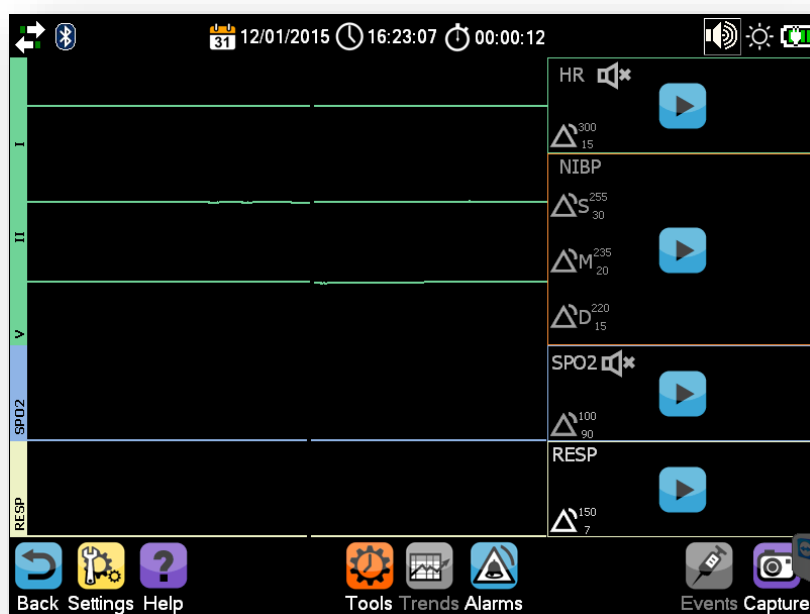 31 12/01/2015 16:23:07 00:00:12
I
II
V
SPO2
RESP
HR
300
15
NIBP
S 255
30
M 235
20
D 220
15
SPO2
100
90
RESP
150
7
Back Settings Help Tools Trends Alarms Events Capture